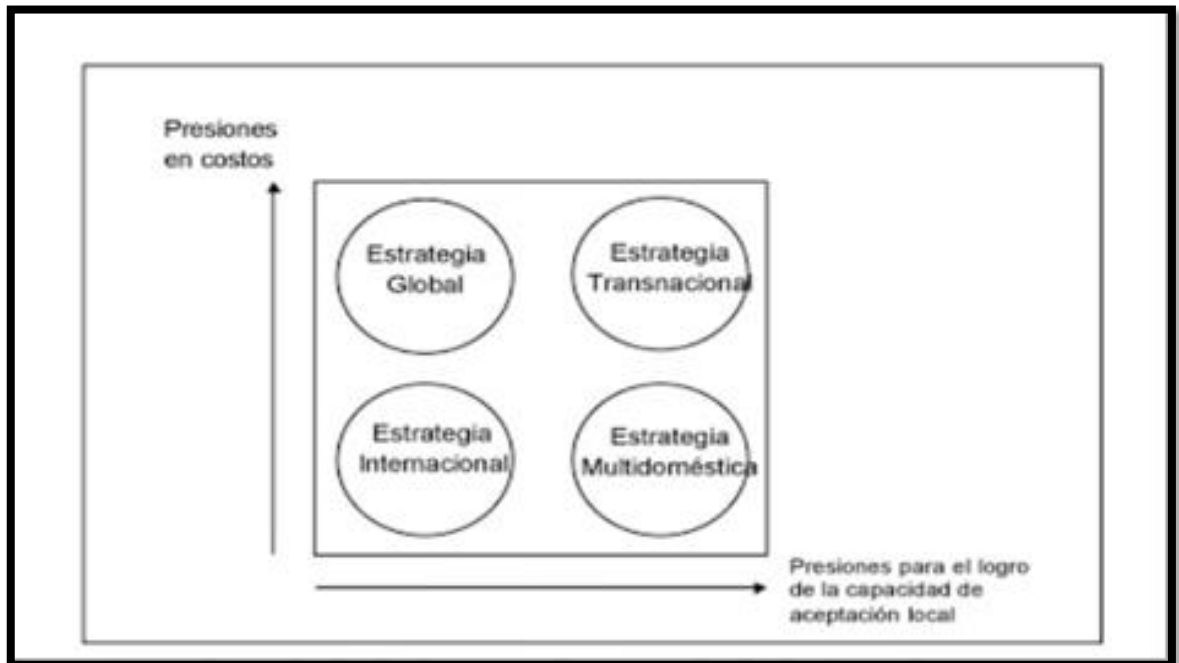 Presiones
en costos
Estrategia
Global
Estrategia
Transnacional
Estrategia
Internacional
Estrategia
Multidoméstica
Presiones para el logro
de la capacidad de
aceptación local